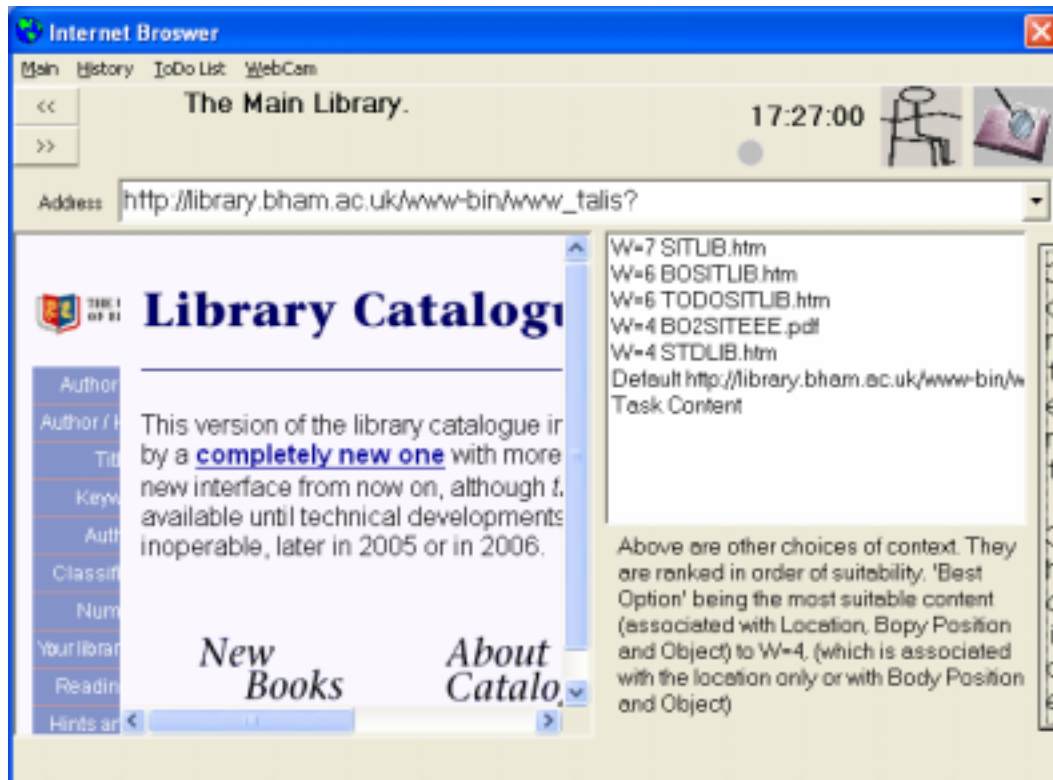 Internet Broswer
Main History ToDo List WebCam
<<
The Main Library.
17:27:00
>>
Address http://library.bham.ac.uk/www-bin/www_talis?
Library Catalogu
Author
Author / K
Titl
Keyw
Auth
Classifi
Num
Your librar
Readin
Hints an
This version of the library catalogue in
by a completely new one with more
new interface from now on, although
available until technical developments
inoperable, later in 2005 or in 2006.
New
Books
About
Catalo
W=7 SITLIB.htm
W=6 BOSITLIB.htm
W=6 TODOSITLIB.htm
W=4 BO2SITEEE.pdf
W=4 STDLIB.htm
Default http://library.bham.ac.uk/www-bin/w
Task Content
Above are other choices of context. They
are ranked in order of suitability. 'Best
Option' being the most suitable content
(associated with Location, Bopy Position
and Object) to W=4, (which is associated
with the location only or with Body Position
and Object)